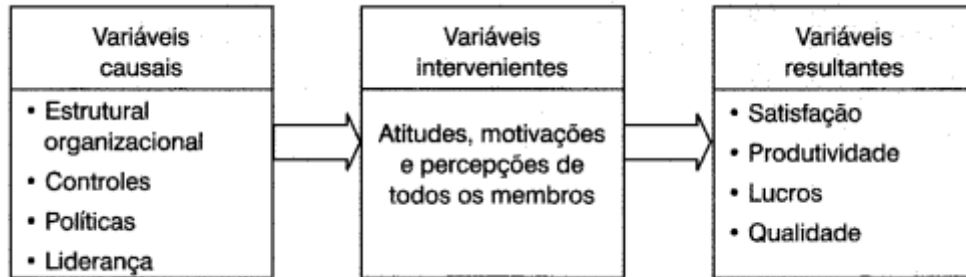 Variáveis
causais
• Estrutural
organizacional
• Controles
• Políticas
• Liderança
Variáveis
intervenientes
Atitudes, motivações
e percepções de
todos os membros
Variáveis
resultantes
• Satisfação
• Produtividade
• Lucros
• Qualidade